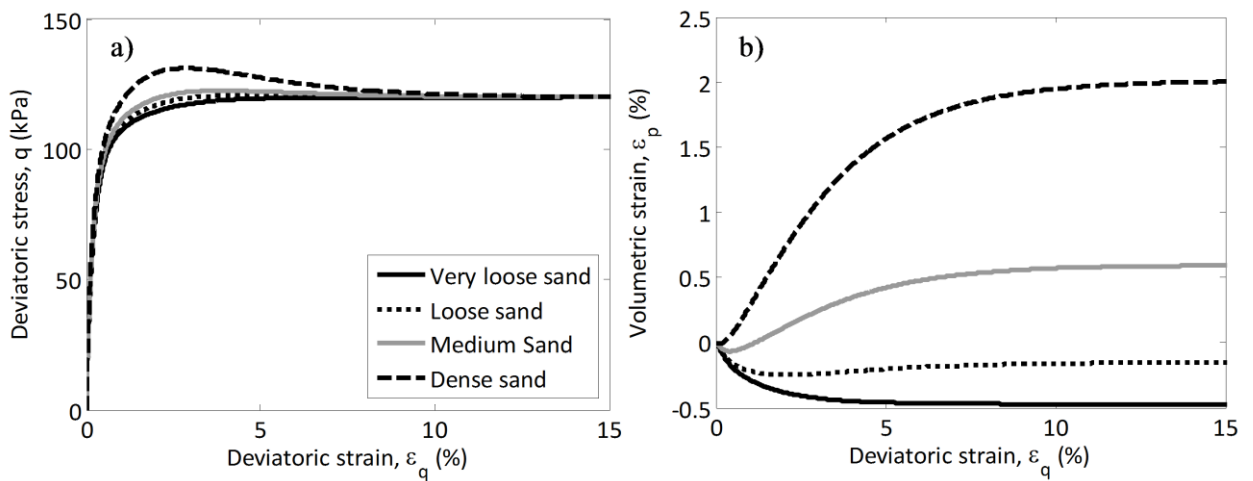 a)
Deviatoric stress, q (kPa)
150
100
50
0
0
5
10
15
Deviatoric strain, ε_q (%)
Very loose sand
Loose sand
Medium Sand
Dense sand
b)
Volumetric strain, ε_p (%)
2.5
2
1.5
1
0.5
0
-0.5
0
5
10
15
Deviatoric strain, ε_q (%)